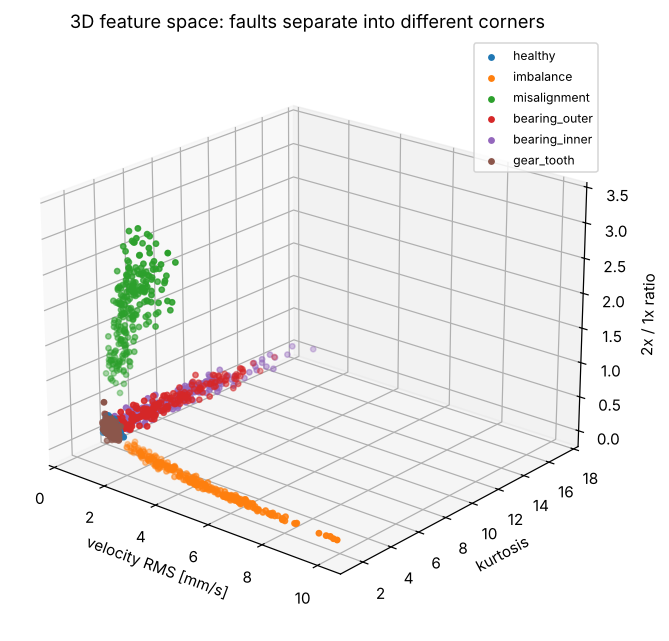 3D feature space: faults separate into different corners
healthy
imbalance
misalignment
bearing_outer
bearing_inner
gear_tooth
3.5
3.0
2.5
2.0
1.5
1.0
0.5
0.0
2x / 1x ratio
0
2
4
6
8
10
velocity RMS [mm/s]
2
4
6
8
10
12
14
16
18
kurtosis